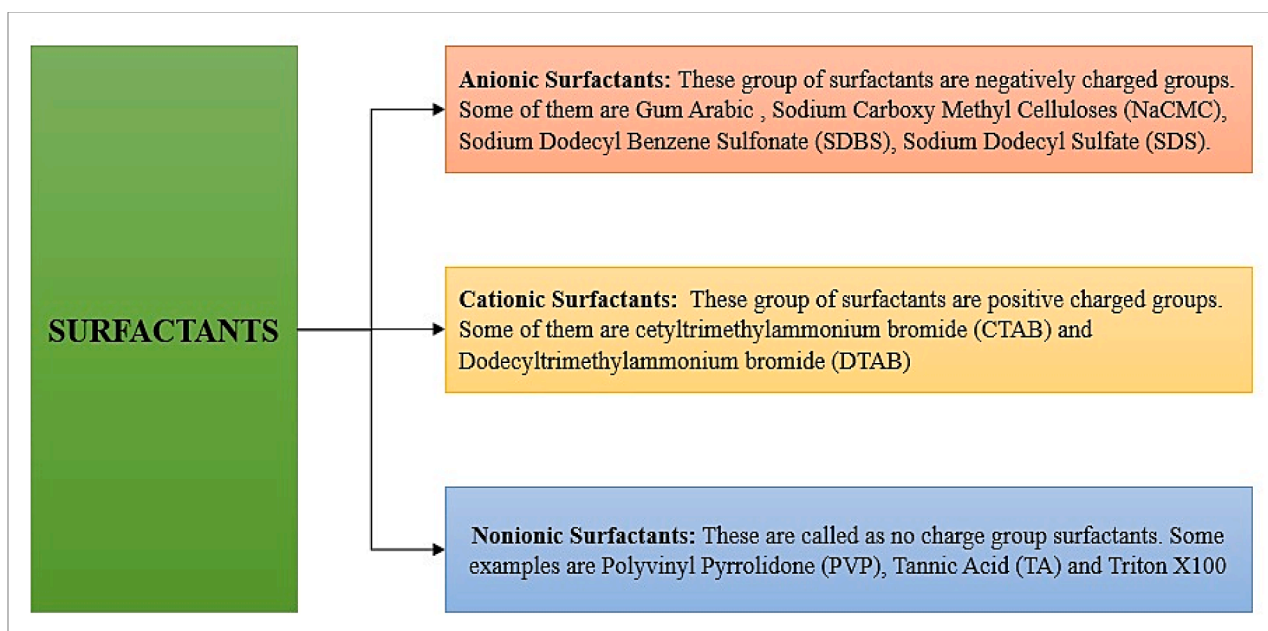 SURFACTANTS
Anionic Surfactants: These group of surfactants are negatively charged groups.
Some of them are Gum Arabic , Sodium Carboxy Methyl Celluloses (NaCMC),
Sodium Dodecyl Benzene Sulfonate (SDBS), Sodium Dodecyl Sulfate (SDS).
Cationic Surfactants: These group of surfactants are positive charged groups.
Some of them are cetyltrimethylammonium bromide (CTAB) and
Dodecyltrimethylammonium bromide (DTAB)
Nonionic Surfactants: These are called as no charge group surfactants. Some
examples are Polyvinyl Pyrrolidone (PVP), Tannic Acid (TA) and Triton X100